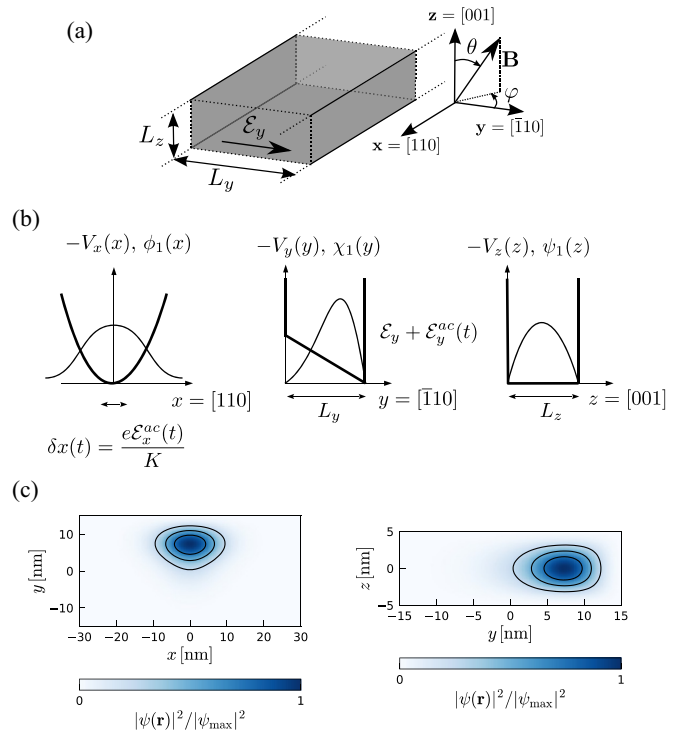 (a)
z = [001]
θ
B
φ
y = [1̅10]
x = [110]
L_z
ℰ_y
L_y
(b)
−V_x(x), ϕ_1(x)
−V_y(y), χ_1(y)
−V_z(z), ψ_1(z)
ℰ_y + ℰ_y^{ac}(t)
x = [110]
L_y
y = [1̅10]
L_z
z = [001]
δx(t) = eℰ_x^{ac}(t)/K
(c)
y [nm]
10
0
−10
−30 −20 −10 0 10 20 30
x [nm]
0 1
|ψ(r)|²/|ψ_max|²
z [nm]
5
0
−5
−15 −10 −5 0 5 10 15
y [nm]
0 1
|ψ(r)|²/|ψ_max|²